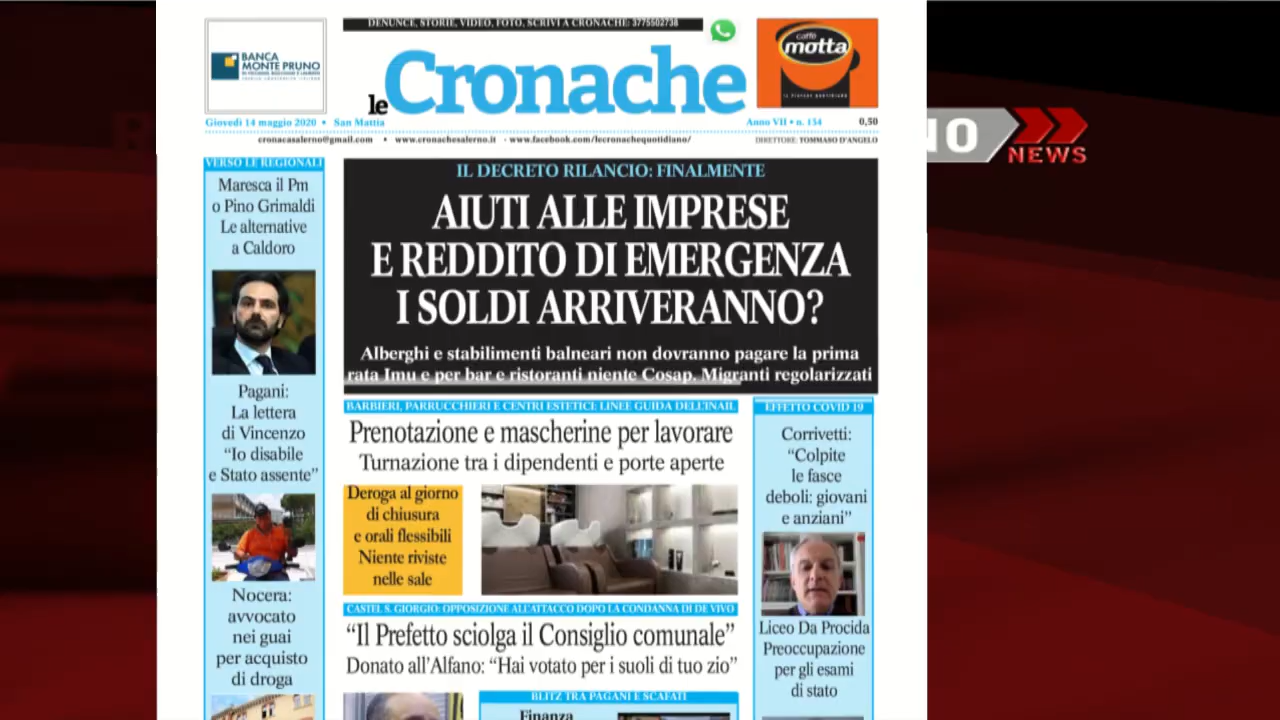 DENUNCE, STORIE, VIDEO, FOTO, SCRIVI A CRONACHE: 3775502738
BANCA
MONTE PRUNO
caffè
motta
le Cronache
Giovedì 14 maggio 2020 • San Mattia
Anno VII • n. 134
0,50
cronacasalerno@gmail.com • www.cronachesalerno.it - www.facebook.com/lecronachequotidiano/
DIRETTORE: TOMMASO D'ANGELO
NO
NEWS
VERSO LE REGIONALI
Maresca il Pm
o Pino Grimaldi
Le alternative
a Caldoro
Pagani:
La lettera
di Vincenzo
“Io disabile
e Stato assente”
Nocera:
avvocato
nei guai
per acquisto
di droga
IL DECRETO RILANCIO: FINALMENTE
AIUTI ALLE IMPRESE
E REDDITO DI EMERGENZA
I SOLDI ARRIVERANNO?
Alberghi e stabilimenti balneari non dovranno pagare la prima
rata Imu e per bar e ristoranti niente Cosap. Migranti regolarizzati
BARBIERI, PARRUCCHIERI E CENTRI ESTETICI: LINEE GUIDA DELL'INAIL
Prenotazione e mascherine per lavorare
Turnazione tra i dipendenti e porte aperte
Deroga al giorno
di chiusura
e orali flessibili
Niente riviste
nelle sale
CASTEL S. GIORGIO: OPPOSIZIONE ALL'ATTACCO DOPO LA CONDANNA DI DE VIVO
“Il Prefetto sciolga il Consiglio comunale”
Donato all'Alfano: “Hai votato per i suoli di tuo zio”
BLITZ TRA PAGANI E SCAFATI
Finanza
EFFETTO COVID 19
Corrivetti:
“Colpite
le fasce
deboli: giovani
e anziani”
Liceo Da Procida
Preoccupazione
per gli esami
di stato